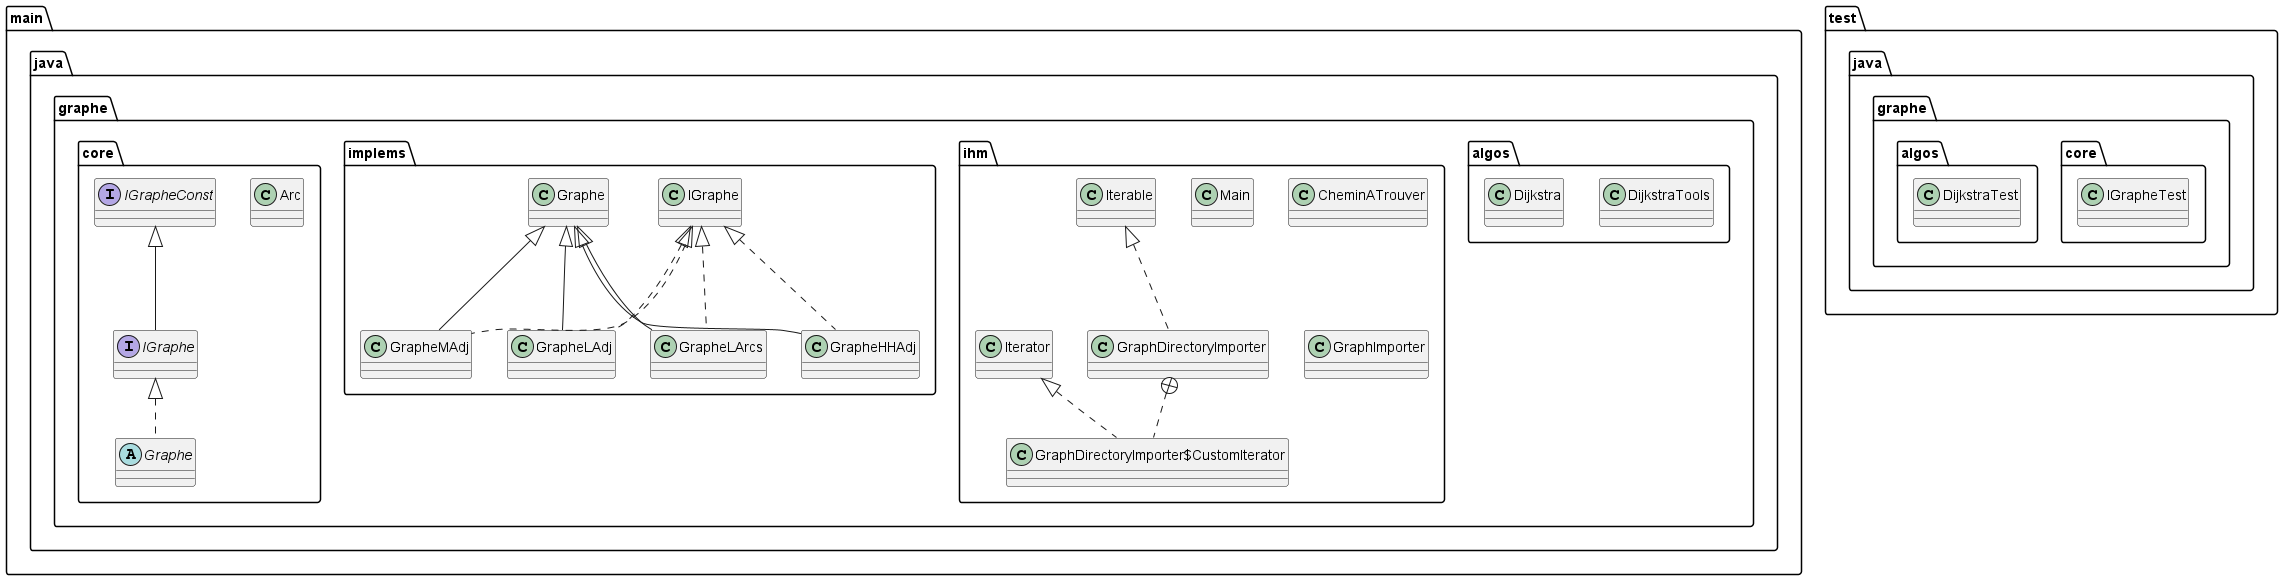 main
test
java
java
graphe
graphe
core
implems
ihm
algos
algos
core
I IGrapheConst
C Arc
C Graphe
C IGraphe
C Iterable
C Main
C CheminATrouver
C Dijkstra
C DijkstraTools
C DijkstraTest
C IGrapheTest
I IGraphe
C GrapheMAdj
C GrapheLAdj
C GrapheLArcs
C GrapheHHAdj
C Iterator
C GraphDirectoryImporter
C GraphImporter
A Graphe
C GraphDirectoryImporter$CustomIterator